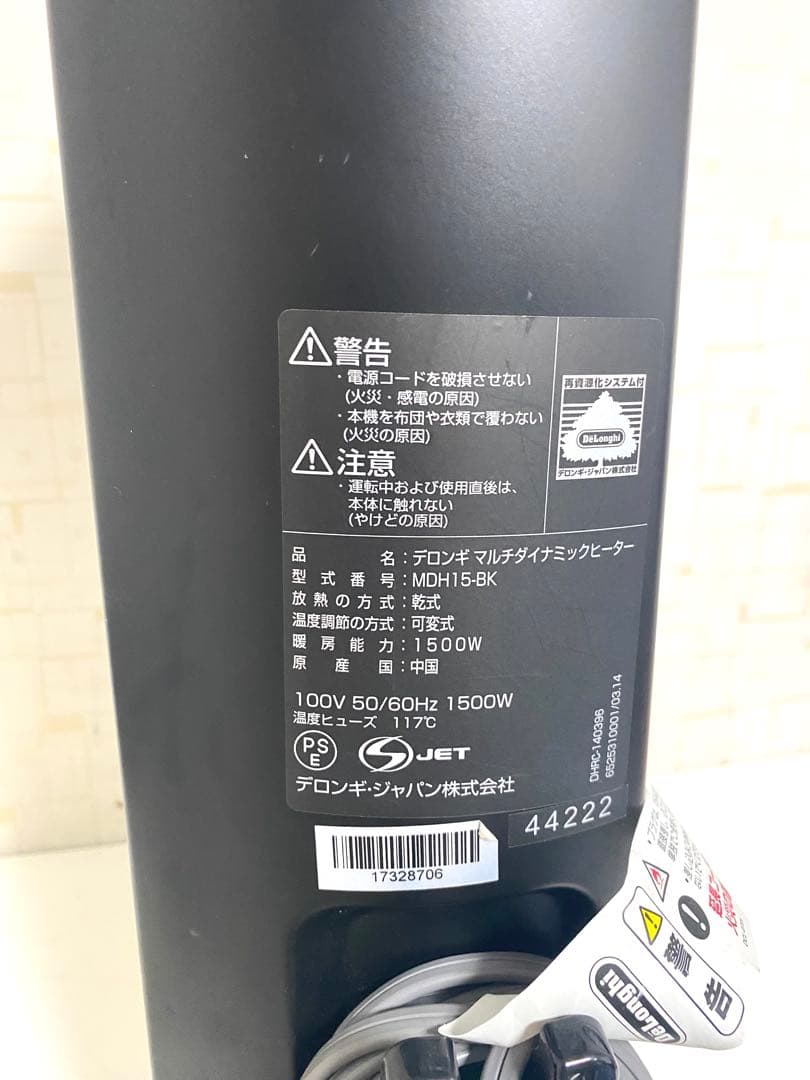 警告
・電源コードを破損させない
(火災・感電の原因)
・本機を布団や衣類で覆わない
(火災の原因)
注意
・運転中および使用直後は、
本体に触れない
(やけどの原因)
再資源化システム付
DeLonghi
デロンギ・ジャパン株式会社
品名：デロンギ マルチダイナミックヒーター
型式番号：MDH15-BK
放熱の方式：乾式
温度調節の方式：可変式
暖房能力：1500W
原産国：中国
100V 50/60Hz 1500W
温度ヒューズ 117℃
PSE
S JET
デロンギ・ジャパン株式会社
DHRC-140396
6525310001/03.14
44222
17328706
警告
DeLonghi